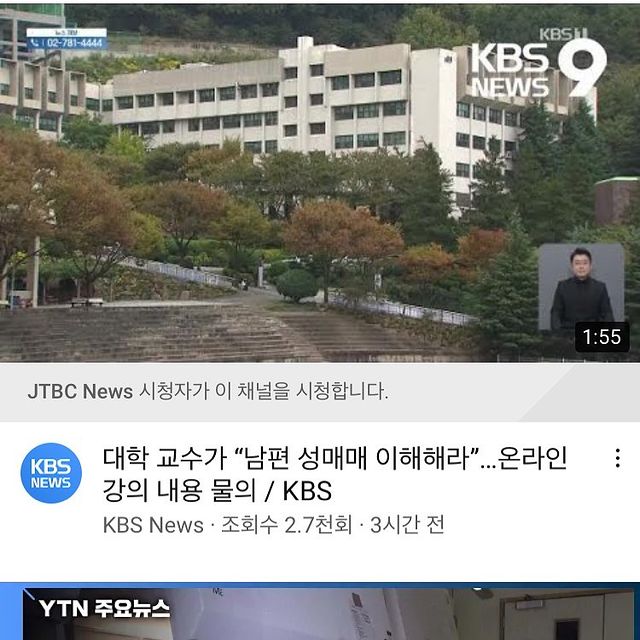 뉴스 제보
02-781-4444
KBS 1
KBS
NEWS 9
1:55
JTBC News 시청자가 이 채널을 시청합니다.
KBS
NEWS
대학 교수가 “남편 성매매 이해해라”...온라인
강의 내용 물의 / KBS
KBS News · 조회수 2.7천회 · 3시간 전
YTN 주요뉴스
ME